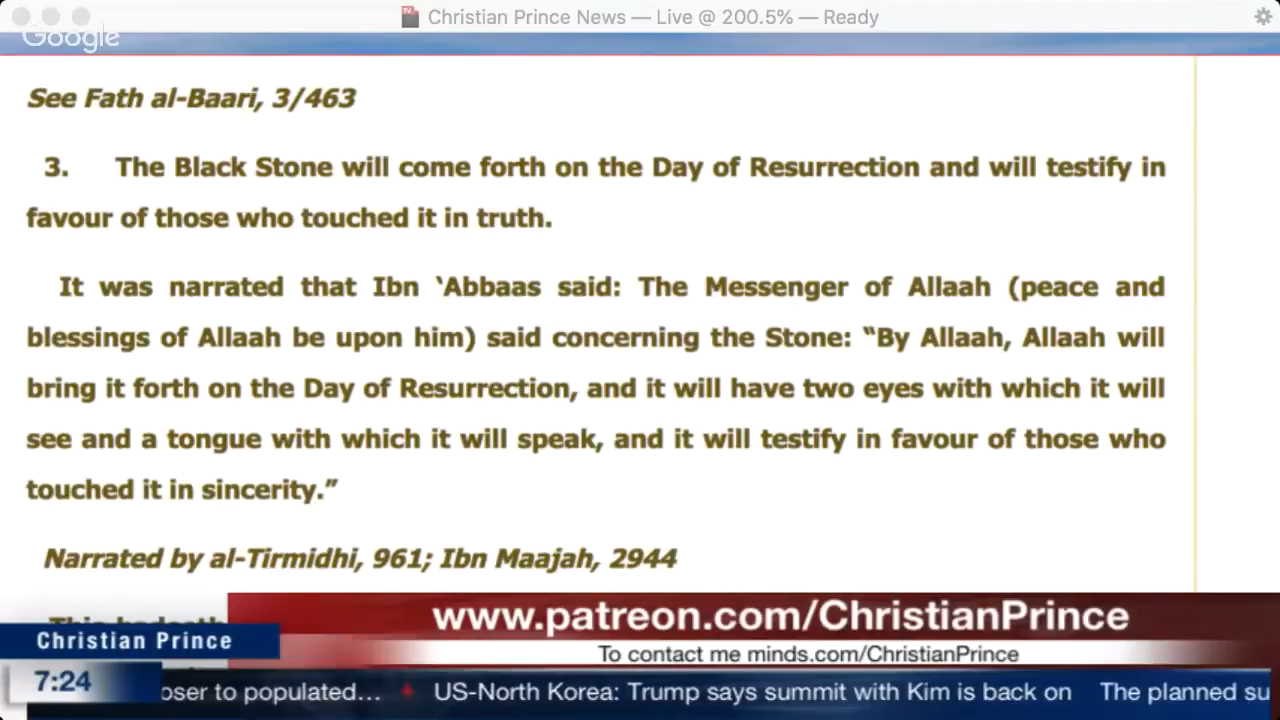 Christian Prince News — Live @ 200.5% — Ready
Google
See Fath al-Baari, 3/463
3. The Black Stone will come forth on the Day of Resurrection and will testify in
favour of those who touched it in truth.
It was narrated that Ibn ‘Abbaas said: The Messenger of Allaah (peace and
blessings of Allaah be upon him) said concerning the Stone: “By Allaah, Allaah will
bring it forth on the Day of Resurrection, and it will have two eyes with which it will
see and a tongue with which it will speak, and it will testify in favour of those who
touched it in sincerity.”
Narrated by al-Tirmidhi, 961; Ibn Maajah, 2944
www.patreon.com/ChristianPrince
Christian Prince
To contact me minds.com/ChristianPrince
7:24
oser to populated... US-North Korea: Trump says summit with Kim is back on The planned su